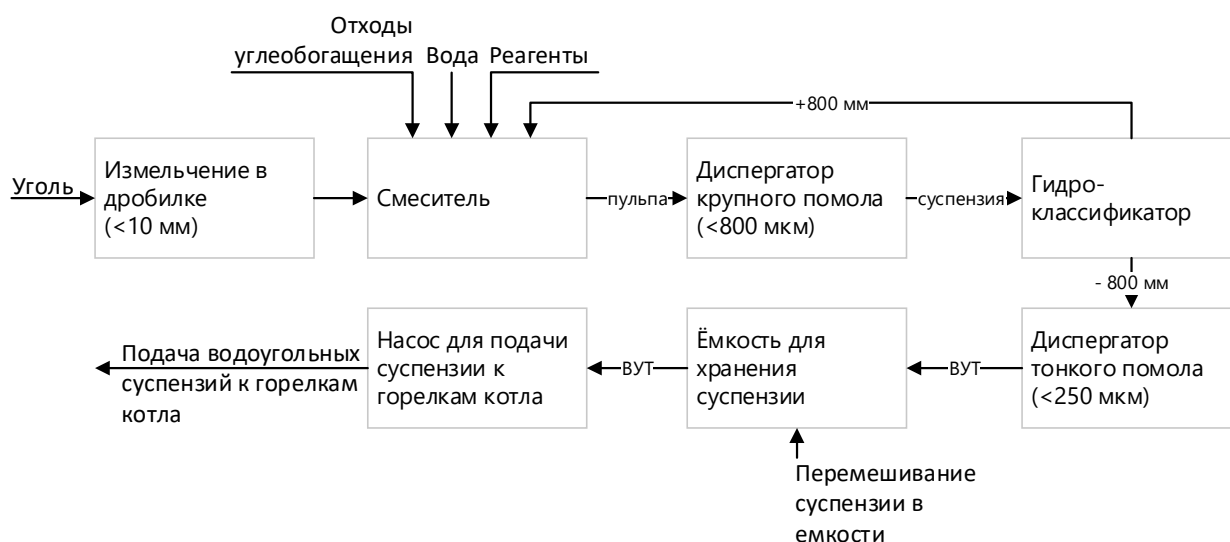 Отходы
углеобогащения Вода Реагенты
+800 мм
Уголь
Измельчение в
дробилке
(<10 мм)
Смеситель
пульпа
Диспергатор
крупного помола
(<800 мкм)
суспензия
Гидро-
классификатор
- 800 мм
Подача водоугольных
суспензий к горелкам
котла
Насос для подачи
суспензии к
горелкам котла
ВУТ
Ёмкость для
хранения
суспензии
ВУТ
Диспергатор
тонкого помола
(<250 мкм)
Перемешивание
суспензии в
емкости